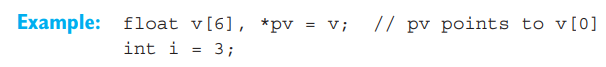 Example: float v[6], *pv = v; // pv points to v[0]
int i = 3;